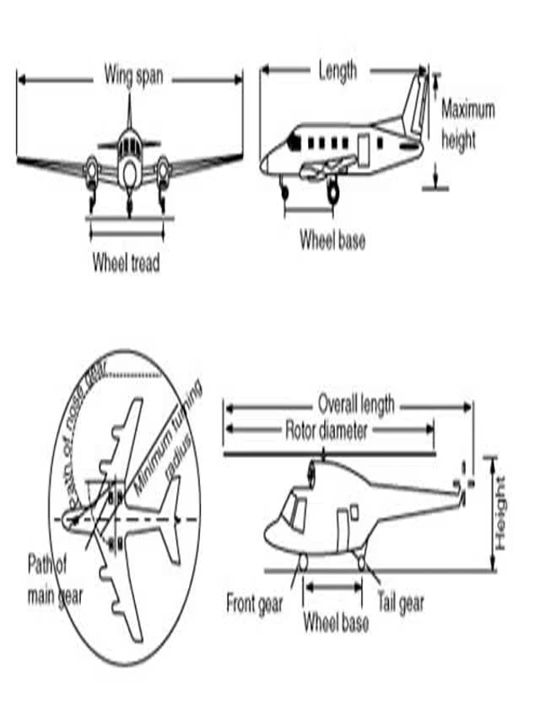 Wing span
Length
Maximum
height
Wheel base
Wheel tread
Path of nose gear
Minimum turning
radius
Path of
main gear
Overall length
Rotor diameter
Height
Front gear
Tail gear
Wheel base